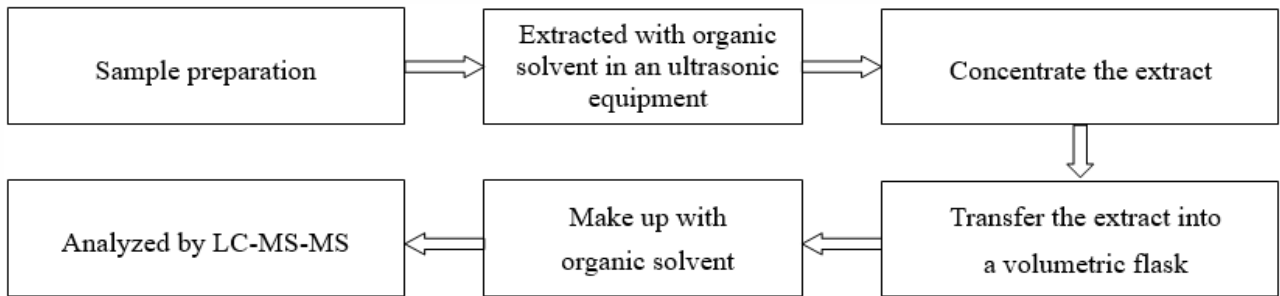 Sample preparation
Extracted with organic
solvent in an ultrasonic
equipment
Concentrate the extract
Transfer the extract into
a volumetric flask
Make up with
organic solvent
Analyzed by LC-MS-MS